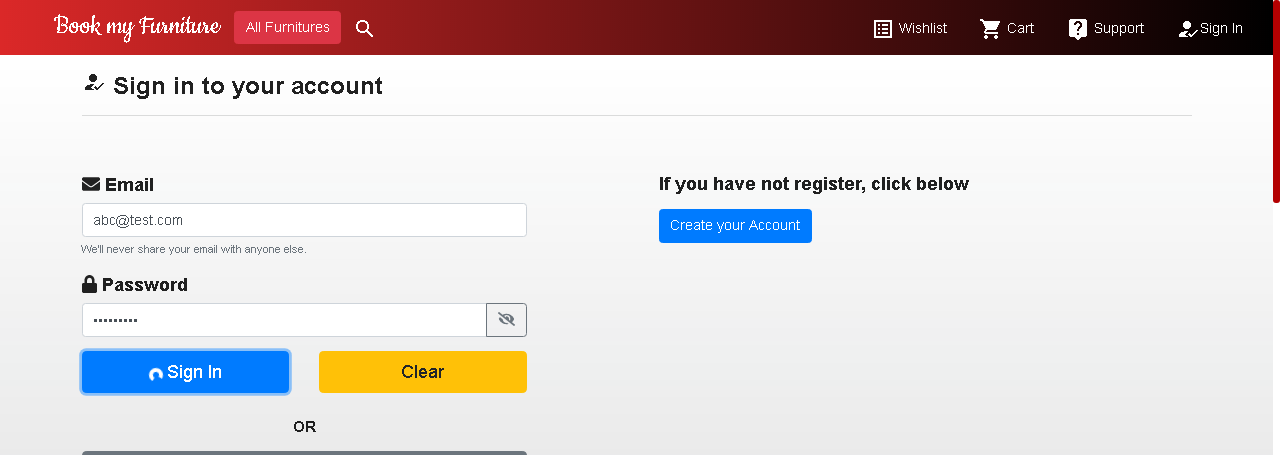 Book my Furniture All Furnitures Wishlist Cart Support Sign In
Sign in to your account
Email
If you have not register, click below
abc@test.com
Create your Account
We'll never share your email with anyone else.
Password
•••••••••
Sign In Clear
OR